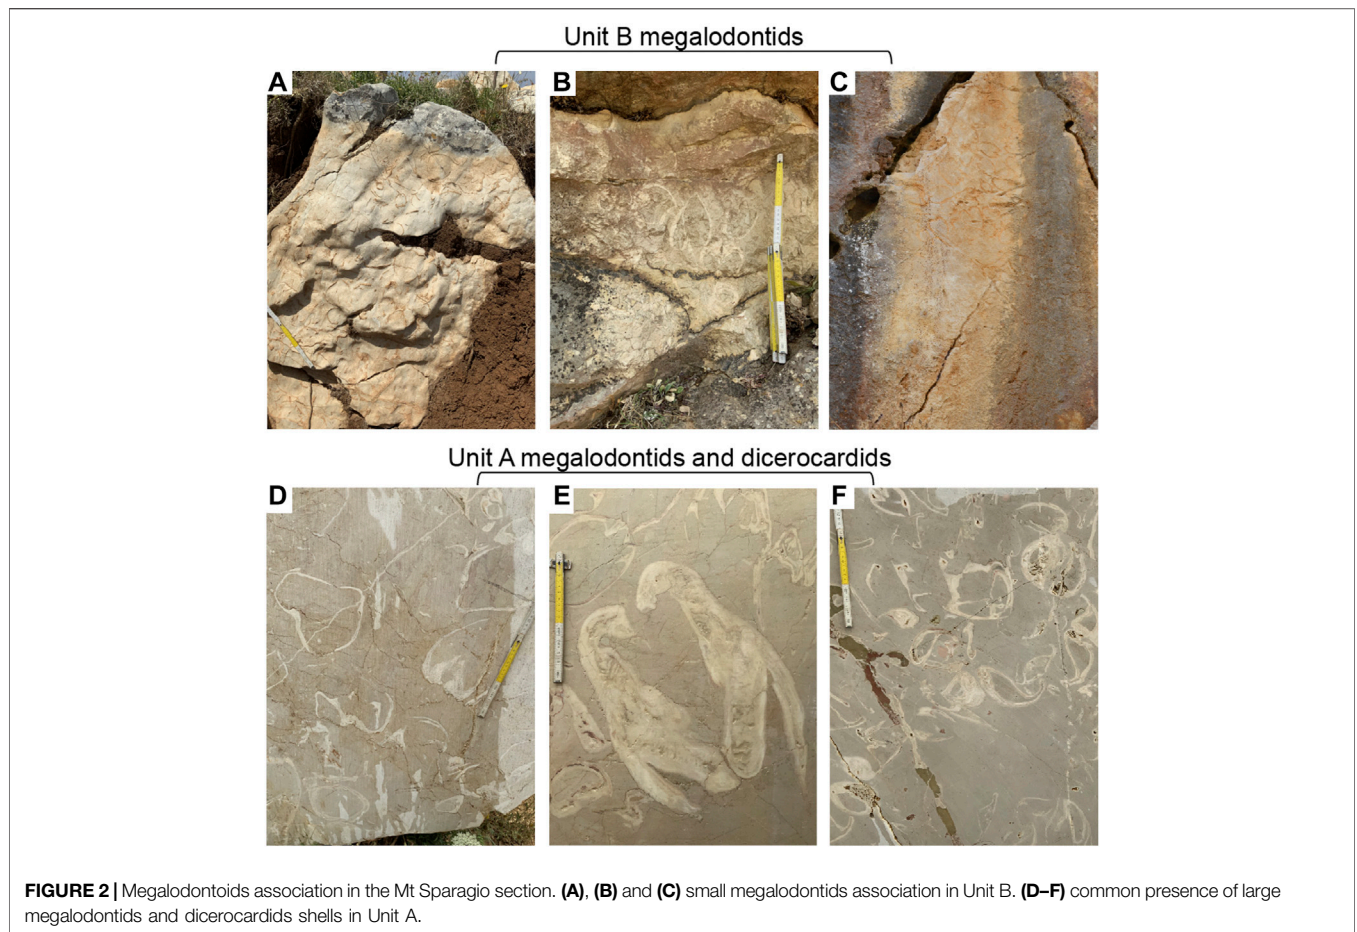 Unit B megalodontids
A
B
C
Unit A megalodontids and dicerocardids
D
E
F
FIGURE 2 | Megalodontoids association in the Mt Sparagio section. (A), (B) and (C) small megalodontids association in Unit B. (D–F) common presence of large
megalodontids and dicerocardids shells in Unit A.